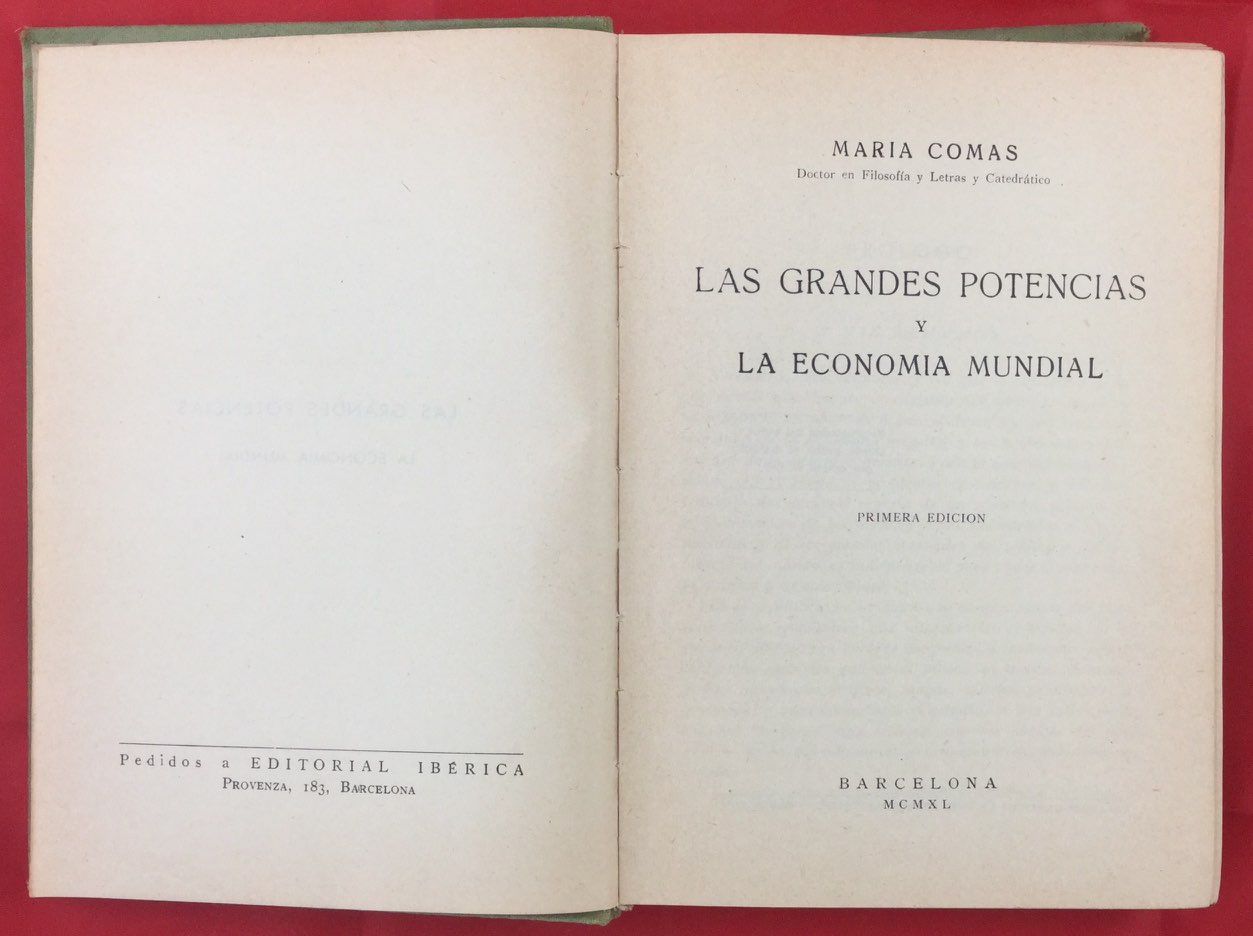 Pedidos a EDITORIAL IBÉRICA
PROVENZA, 183, BARCELONA
MARIA COMAS
Doctor en Filosofía y Letras y Catedrático
LAS GRANDES POTENCIAS
Y
LA ECONOMIA MUNDIAL
PRIMERA EDICION
BARCELONA
MCMXL